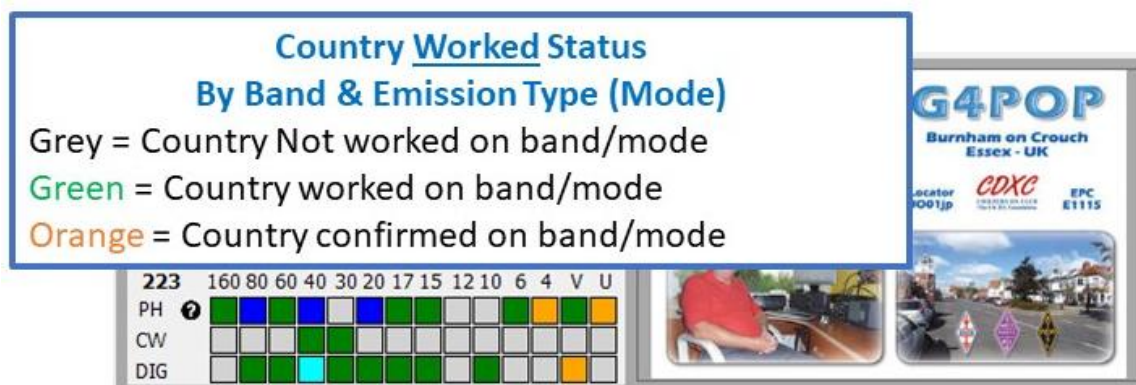 Country Worked Status
By Band & Emission Type (Mode)
Grey = Country Not worked on band/mode
Green = Country worked on band/mode
Orange = Country confirmed on band/mode
G4POP
Burnham on Crouch
Essex - UK
CDXC
EPC
E1115
223 160 80 60 40 30 20 17 15 12 10 6 4 V U
PH ?
CW
DIG